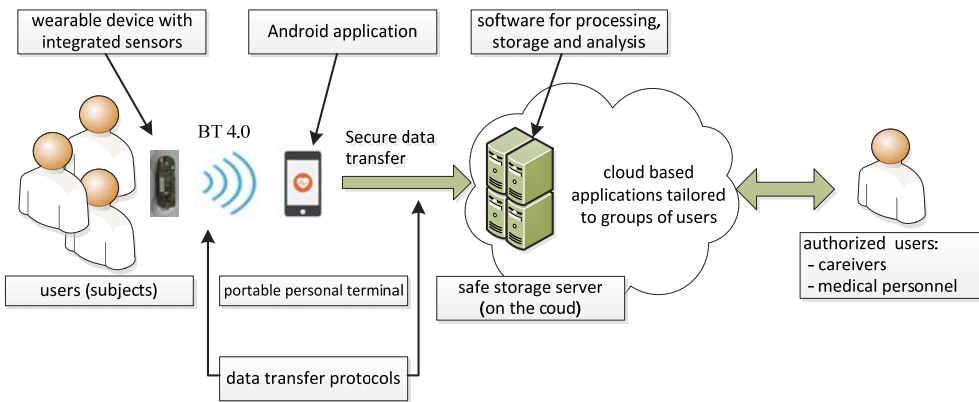 wearable device with
integrated sensors
Android application
software for processing,
storage and analysis
BT 4.0
Secure data
transfer
cloud based
applications tailored
to groups of users
users (subjects)
portable personal terminal
safe storage server
(on the coud)
authorized users:
– careivers
– medical personnel
data transfer protocols